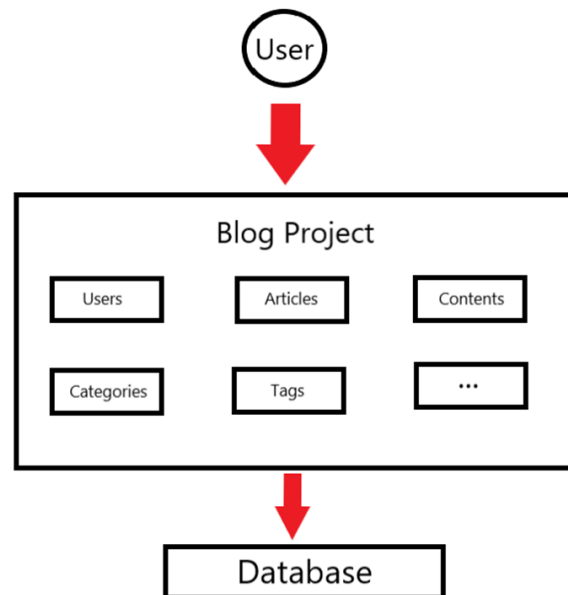 User
Blog Project
Users
Articles
Contents
Categories
Tags
...
Database